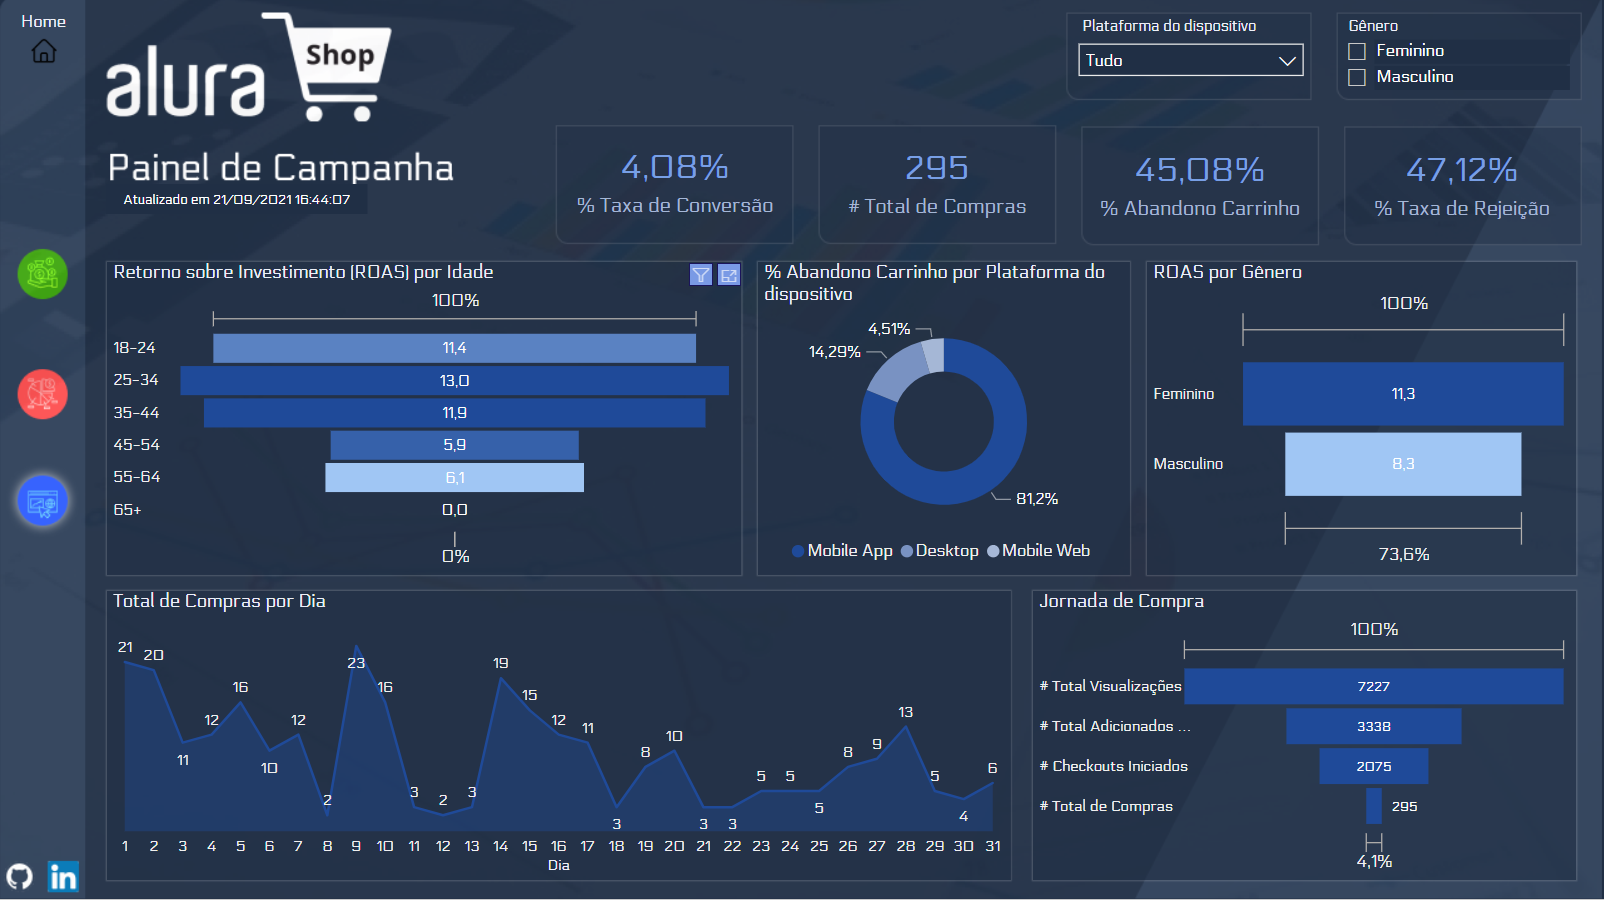 Home
alura
Shop
Painel de Campanha
Atualizado em 21/09/2021 16:44:07
Plataforma do dispositivo
Tudo
Gênero
Feminino
Masculino
4,08%
% Taxa de Conversão
295
# Total de Compras
45,08%
% Abandono Carrinho
47,12%
% Taxa de Rejeição
Retorno sobre Investimento (ROAS) por Idade
100%
18-24 11,4
25-34 13,0
35-44 11,9
45-54 5,9
55-64 6,1
65+ 0,0
0%
% Abandono Carrinho por Plataforma do
dispositivo
4,51%
14,29%
81,2%
Mobile App Desktop Mobile Web
ROAS por Gênero
100%
Feminino 11,3
Masculino 8,3
73,6%
Total de Compras por Dia
21 20 11 12 16 10 12 2 23 16 3 2 3 19 15 12 11 3 8 10 3 3 5 5 5 8 9 13 5 4 6
1 2 3 4 5 6 7 8 9 10 11 12 13 14 15 16 17 18 19 20 21 22 23 24 25 26 27 28 29 30 31
Dia
Jornada de Compra
100%
# Total Visualizações 7227
# Total Adicionados ... 3338
# Checkouts Iniciados 2075
# Total de Compras 295
4,1%
in